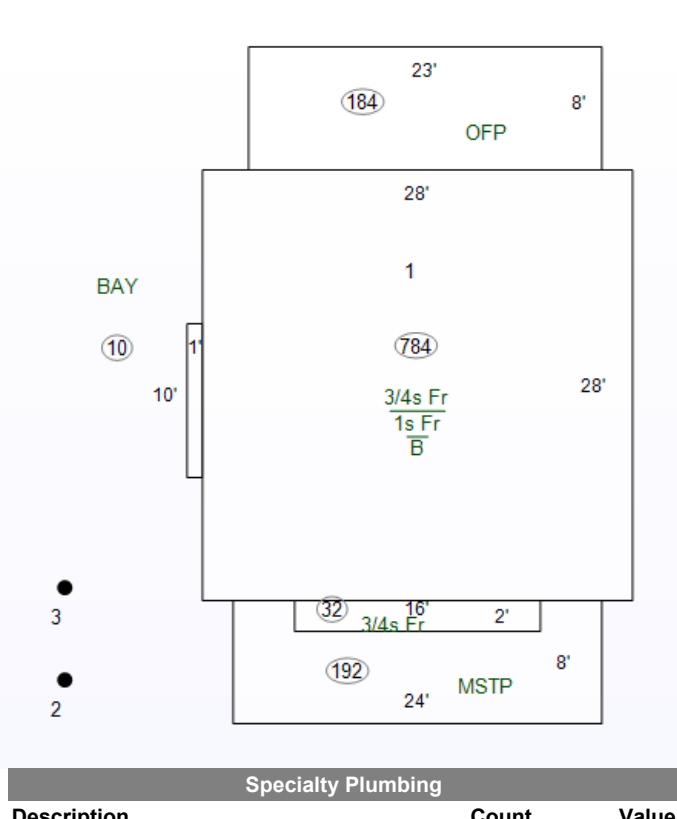 23'
184
8'
OFP
28'
1
BAY
10
1'
784
10'
28'
3/4s Fr
1s Fr
B
3
32
16'
2'
3/4s Fr
192
8'
MSTP
24'
2
Specialty Plumbing
Description Count Value